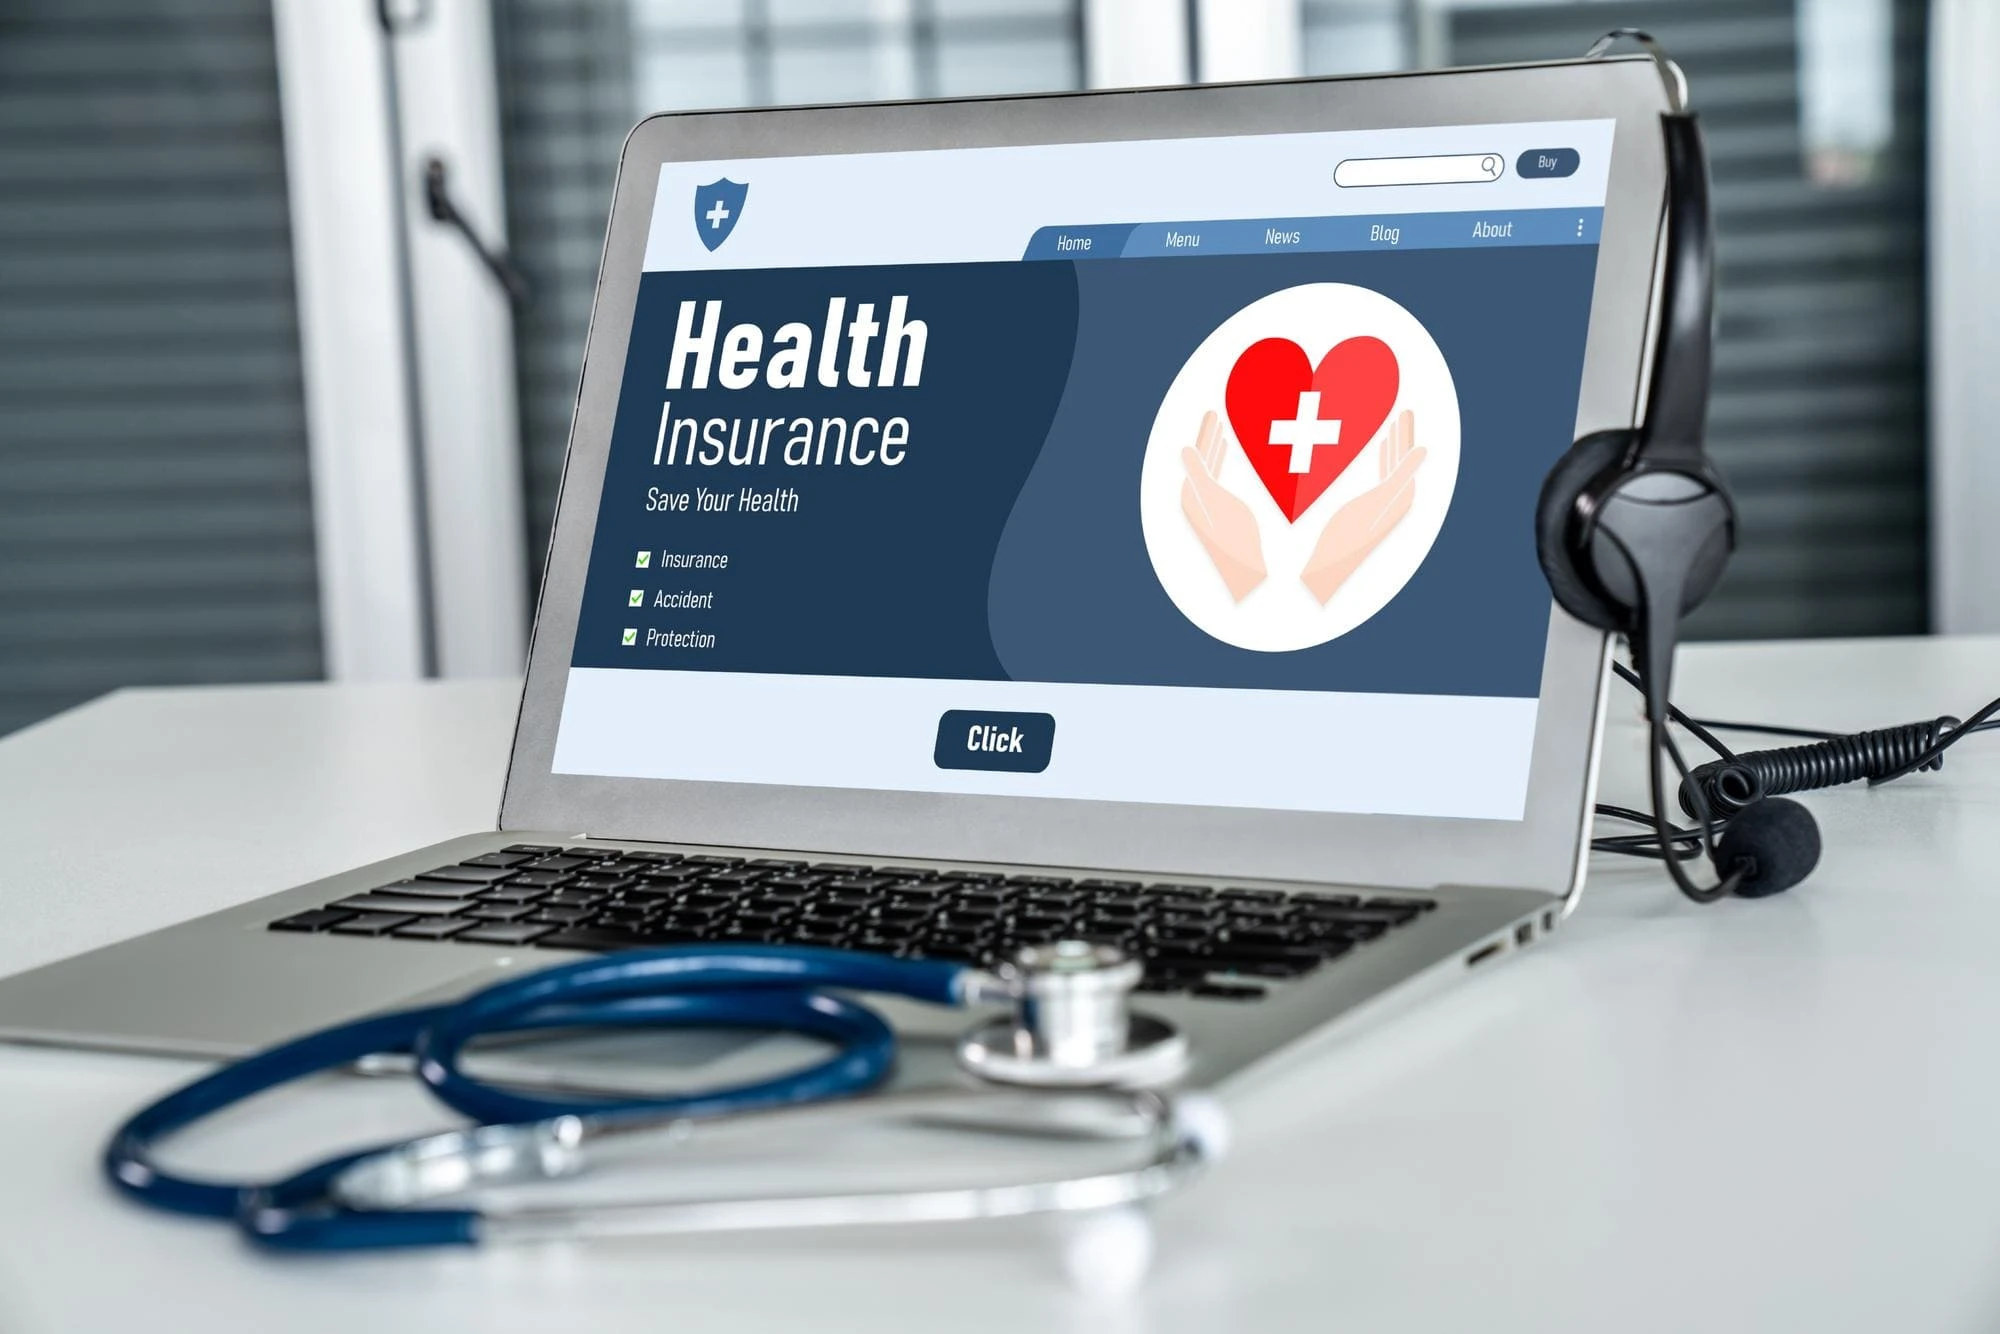 Buy
Home Menu News Blog About
Health
Insurance
Save Your Health
Insurance
Accident
Protection
Click